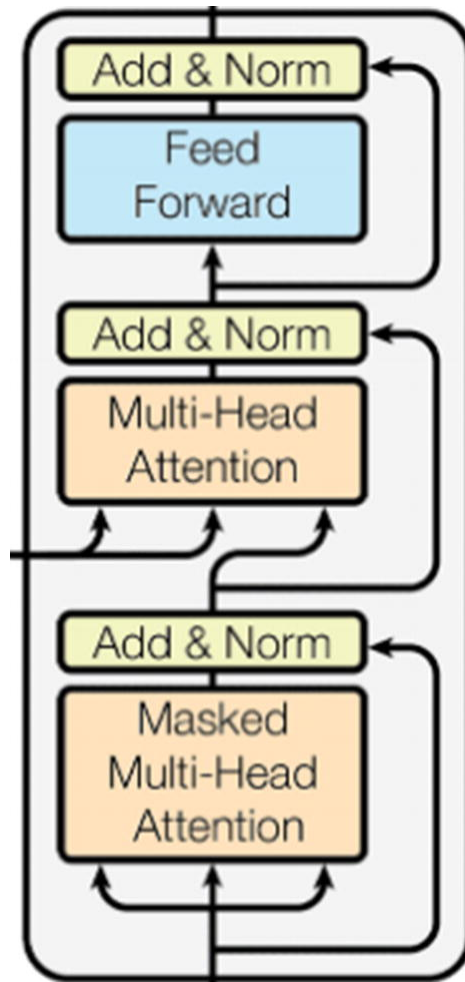 Add & Norm
Feed
Forward
Add & Norm
Multi-Head
Attention
Add & Norm
Masked
Multi-Head
Attention